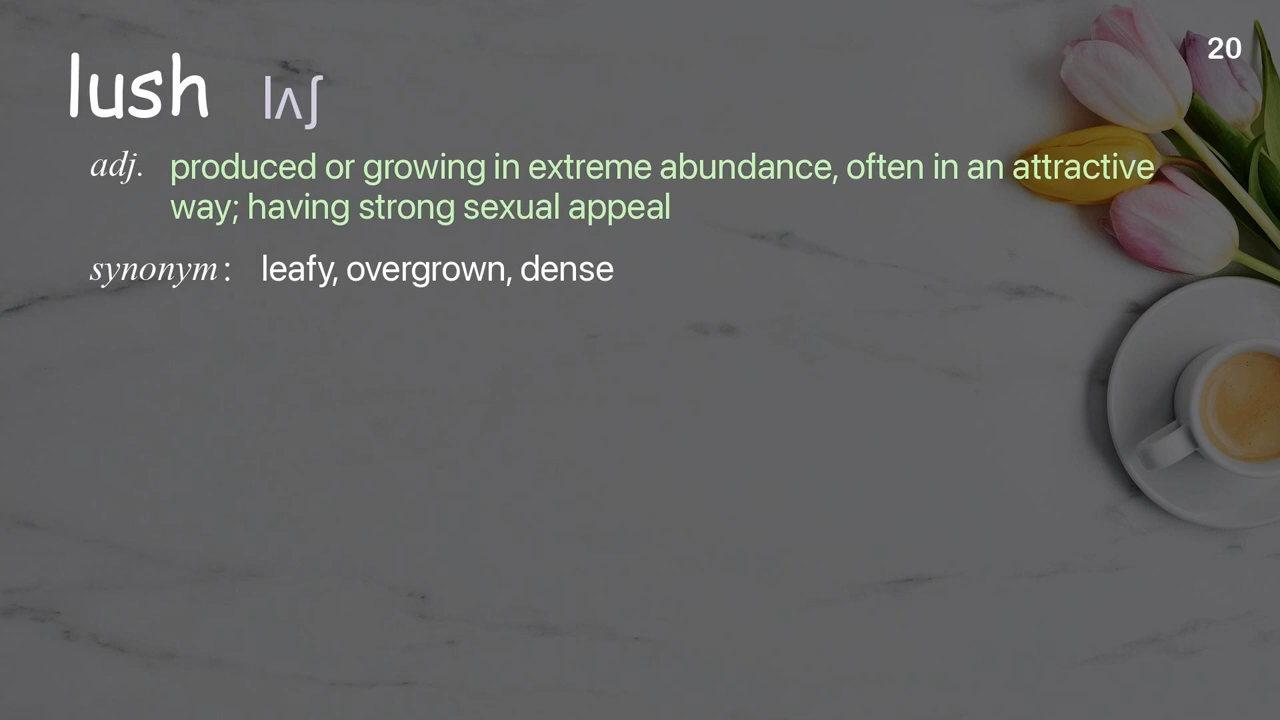 20
lush lʌʃ
adj. produced or growing in extreme abundance, often in an attractive
way; having strong sexual appeal
synonym: leafy, overgrown, dense